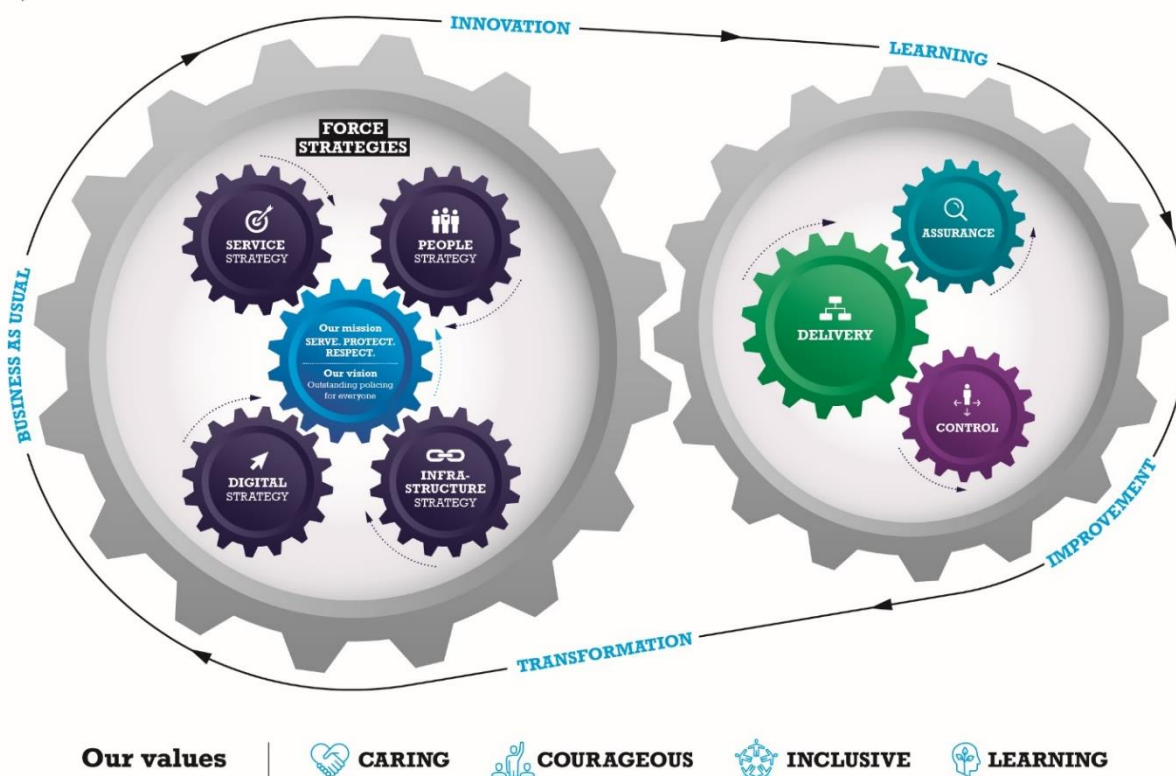 INNOVATION
LEARNING
FORCE
STRATEGIES
SERVICE
STRATEGY
PEOPLE
STRATEGY
Our mission
SERVE. PROTECT.
RESPECT.
Our vision
Outstanding policing
for everyone
DIGITAL
STRATEGY
INFRA-
STRUCTURE
STRATEGY
ASSURANCE
DELIVERY
CONTROL
BUSINESS AS USUAL
IMPROVEMENT
TRANSFORMATION
Our values
CARING
COURAGEOUS
INCLUSIVE
LEARNING